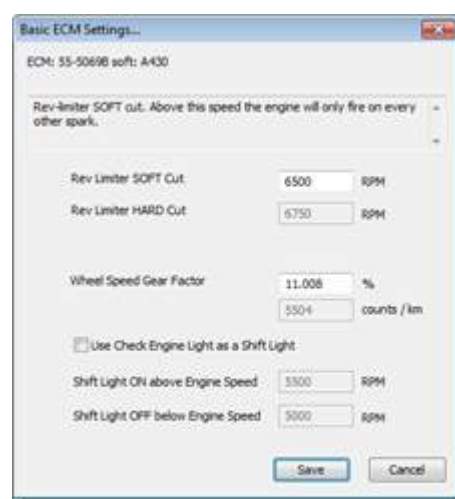 Basic ECM Settings...
ECM: 55-5069B soft: A430
Rev-limiter SOFT cut. Above this speed the engine will only fire on every
other spark.
Rev Limiter SOFT Cut 6500 RPM
Rev Limiter HARD Cut 6750 RPM
Wheel Speed Gear Factor 11.008 %
5504 counts / km
Use Check Engine Light as a Shift Light
Shift Light ON above Engine Speed 5500 RPM
Shift Light OFF below Engine Speed 5000 RPM
Save Cancel